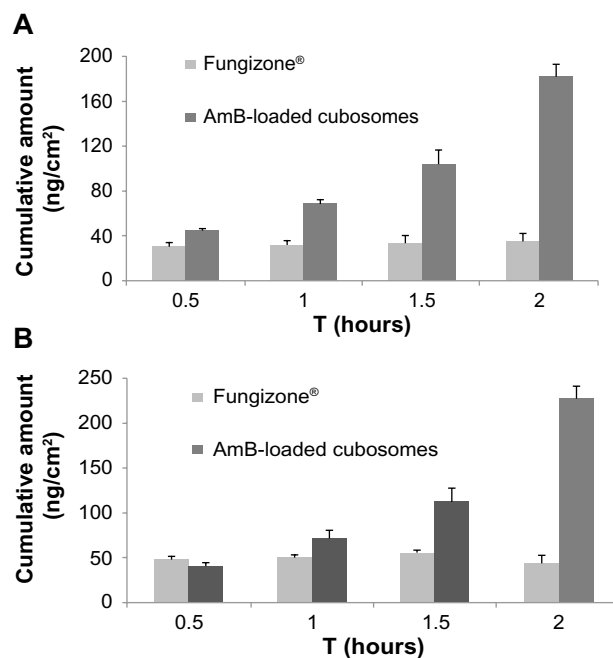 A
Cumulative amount
(ng/cm²)
200
160
120
80
40
0
Fungizone®
AmB-loaded cubosomes
0.5 1 1.5 2
T (hours)
B
Cumulative amount
(ng/cm²)
250
200
150
100
50
0
Fungizone®
AmB-loaded cubosomes
0.5 1 1.5 2
T (hours)